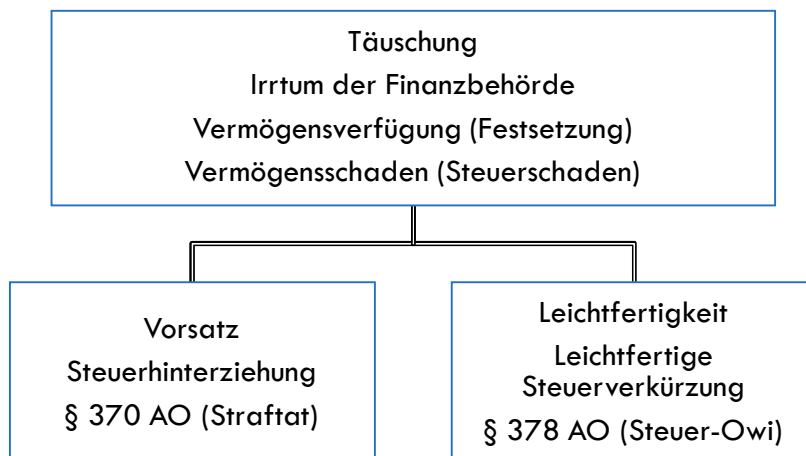 Täuschung
Irrtum der Finanzbehörde
Vermögensverfügung (Festsetzung)
Vermögensschaden (Steuerschaden)
Vorsatz
Steuerhinterziehung
§ 370 AO (Straftat)
Leichtfertigkeit
Leichtfertige
Steuerverkürzung
§ 378 AO (Steuer-Owi)